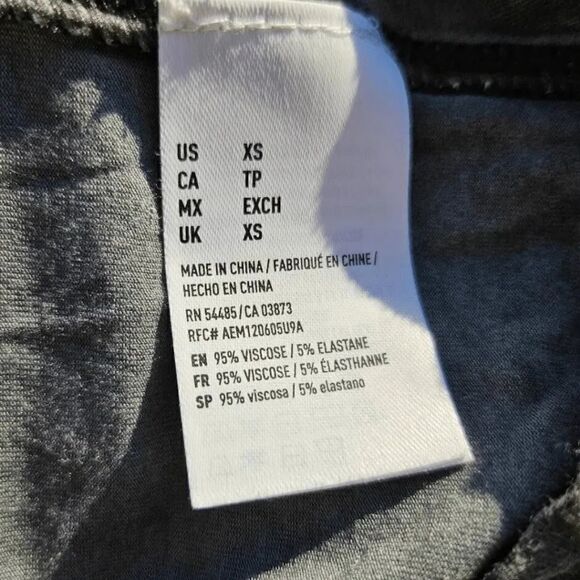 US XS
CA TP
MX EXCH
UK XS
MADE IN CHINA / FABRIQUÉ EN CHINE /
HECHO EN CHINA
RN 54485 / CA 03873
RFC# AEM120605U9A
EN 95% VISCOSE / 5% ELASTANE
FR 95% VISCOSE / 5% ÉLASTHANNE
SP 95% viscosa / 5% elastano